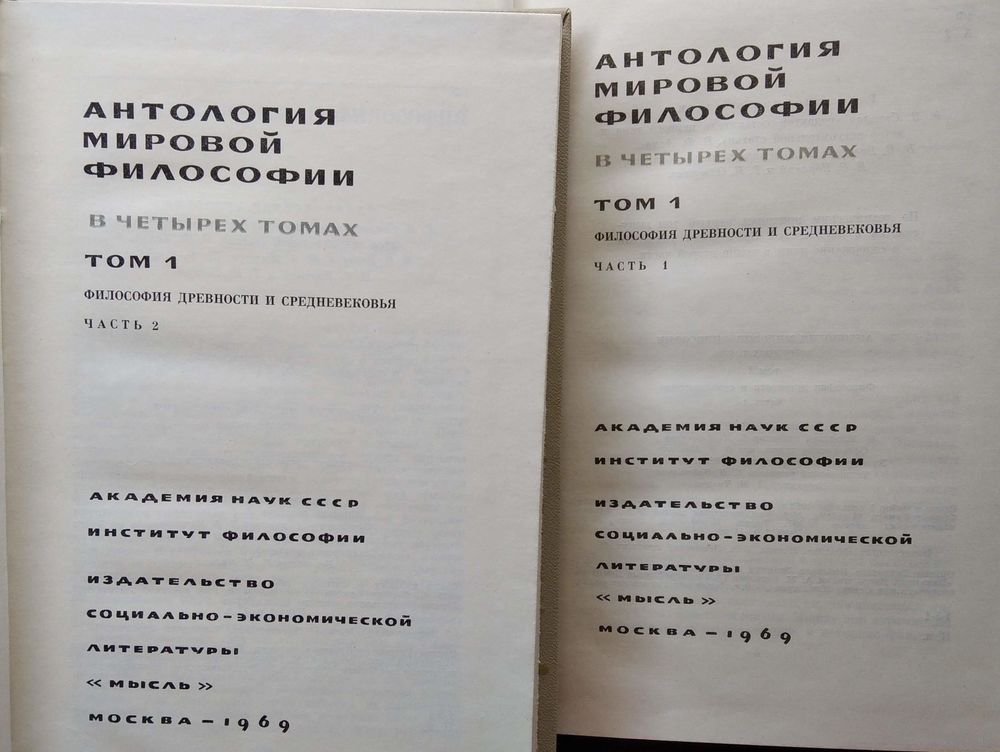 АНТОЛОГИЯ
МИРОВОЙ
ФИЛОСОФИИ
В ЧЕТЫРЕХ ТОМАХ
ТОМ 1
ФИЛОСОФИЯ ДРЕВНОСТИ И СРЕДНЕВЕКОВЬЯ
ЧАСТЬ 2
АКАДЕМИЯ НАУК СССР
ИНСТИТУТ ФИЛОСОФИИ
ИЗДАТЕЛЬСТВО
СОЦИАЛЬНО-ЭКОНОМИЧЕСКОЙ
ЛИТЕРАТУРЫ
«МЫСЛЬ»
МОСКВА – 1969
АНТОЛОГИЯ
МИРОВОЙ
ФИЛОСОФИИ
В ЧЕТЫРЕХ ТОМАХ
ТОМ 1
ФИЛОСОФИЯ ДРЕВНОСТИ И СРЕДНЕВЕКОВЬЯ
ЧАСТЬ 1
АКАДЕМИЯ НАУК СССР
ИНСТИТУТ ФИЛОСОФИИ
ИЗДАТЕЛЬСТВО
СОЦИАЛЬНО-ЭКОНОМИЧЕСКОЙ
ЛИТЕРАТУРЫ
«МЫСЛЬ»
МОСКВА – 1969